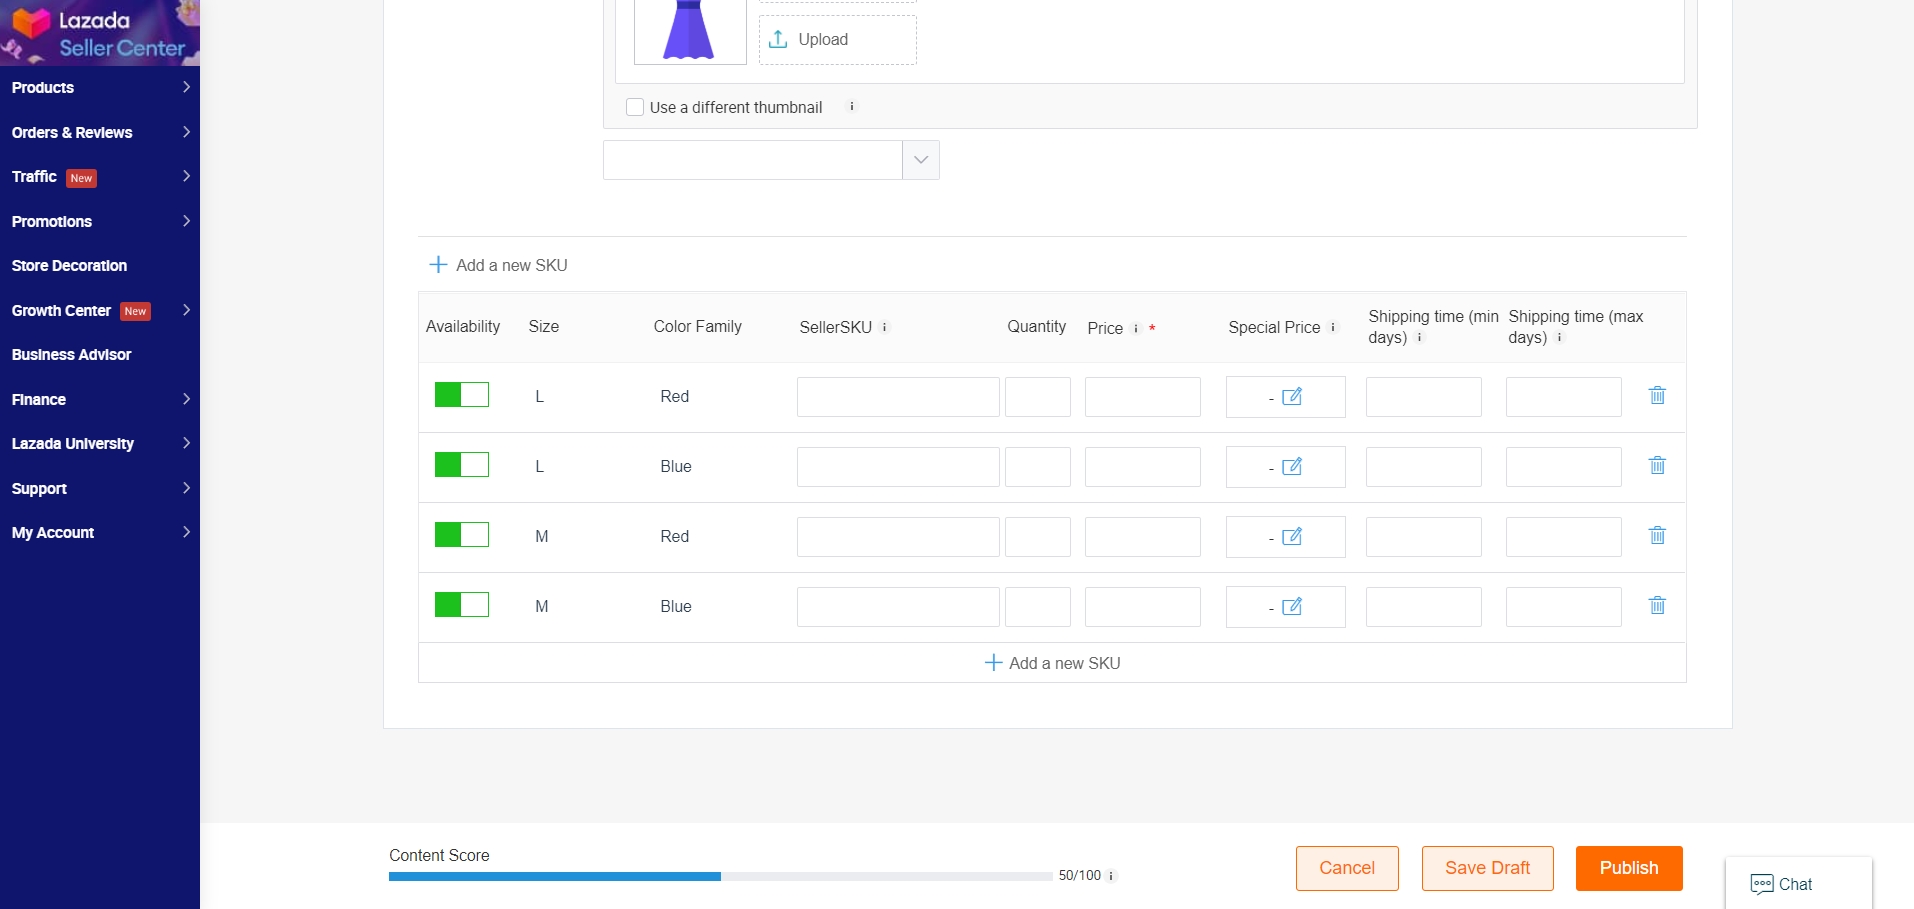 Lazada
Seller Center
Products
Orders & Reviews
Traffic New
Promotions
Store Decoration
Growth Center New
Business Advisor
Finance
Lazada University
Support
My Account
Upload
Use a different thumbnail i
Add a new SKU
Availability Size Color Family SellerSKU i Quantity Price i * Special Price i Shipping time (min days) i Shipping time (max days) i
L Red -
L Blue -
M Red -
M Blue -
Add a new SKU
Content Score
50/100 i
Cancel Save Draft Publish
Chat